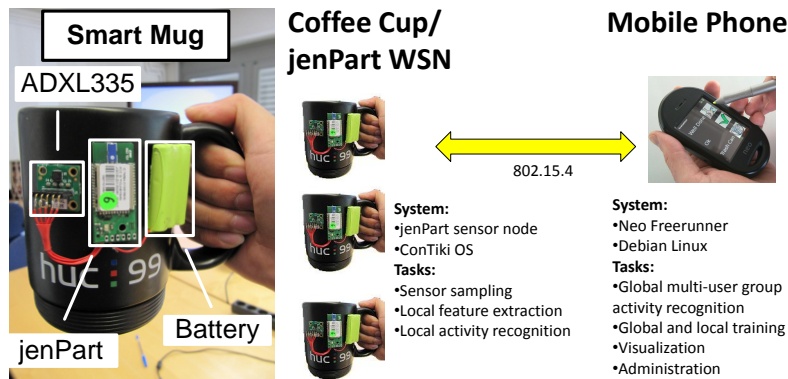 Smart Mug
ADXL335
6
huc 99
jenPart
Battery
Coffee Cup/
jenPart WSN
802.15.4
System:
•jenPart sensor node
•ConTiki OS
Tasks:
•Sensor sampling
•Local feature extraction
•Local activity recognition
Mobile Phone
System:
•Neo Freerunner
•Debian Linux
Tasks:
•Global multi-user group
activity recognition
•Global and local training
•Visualization
•Administration